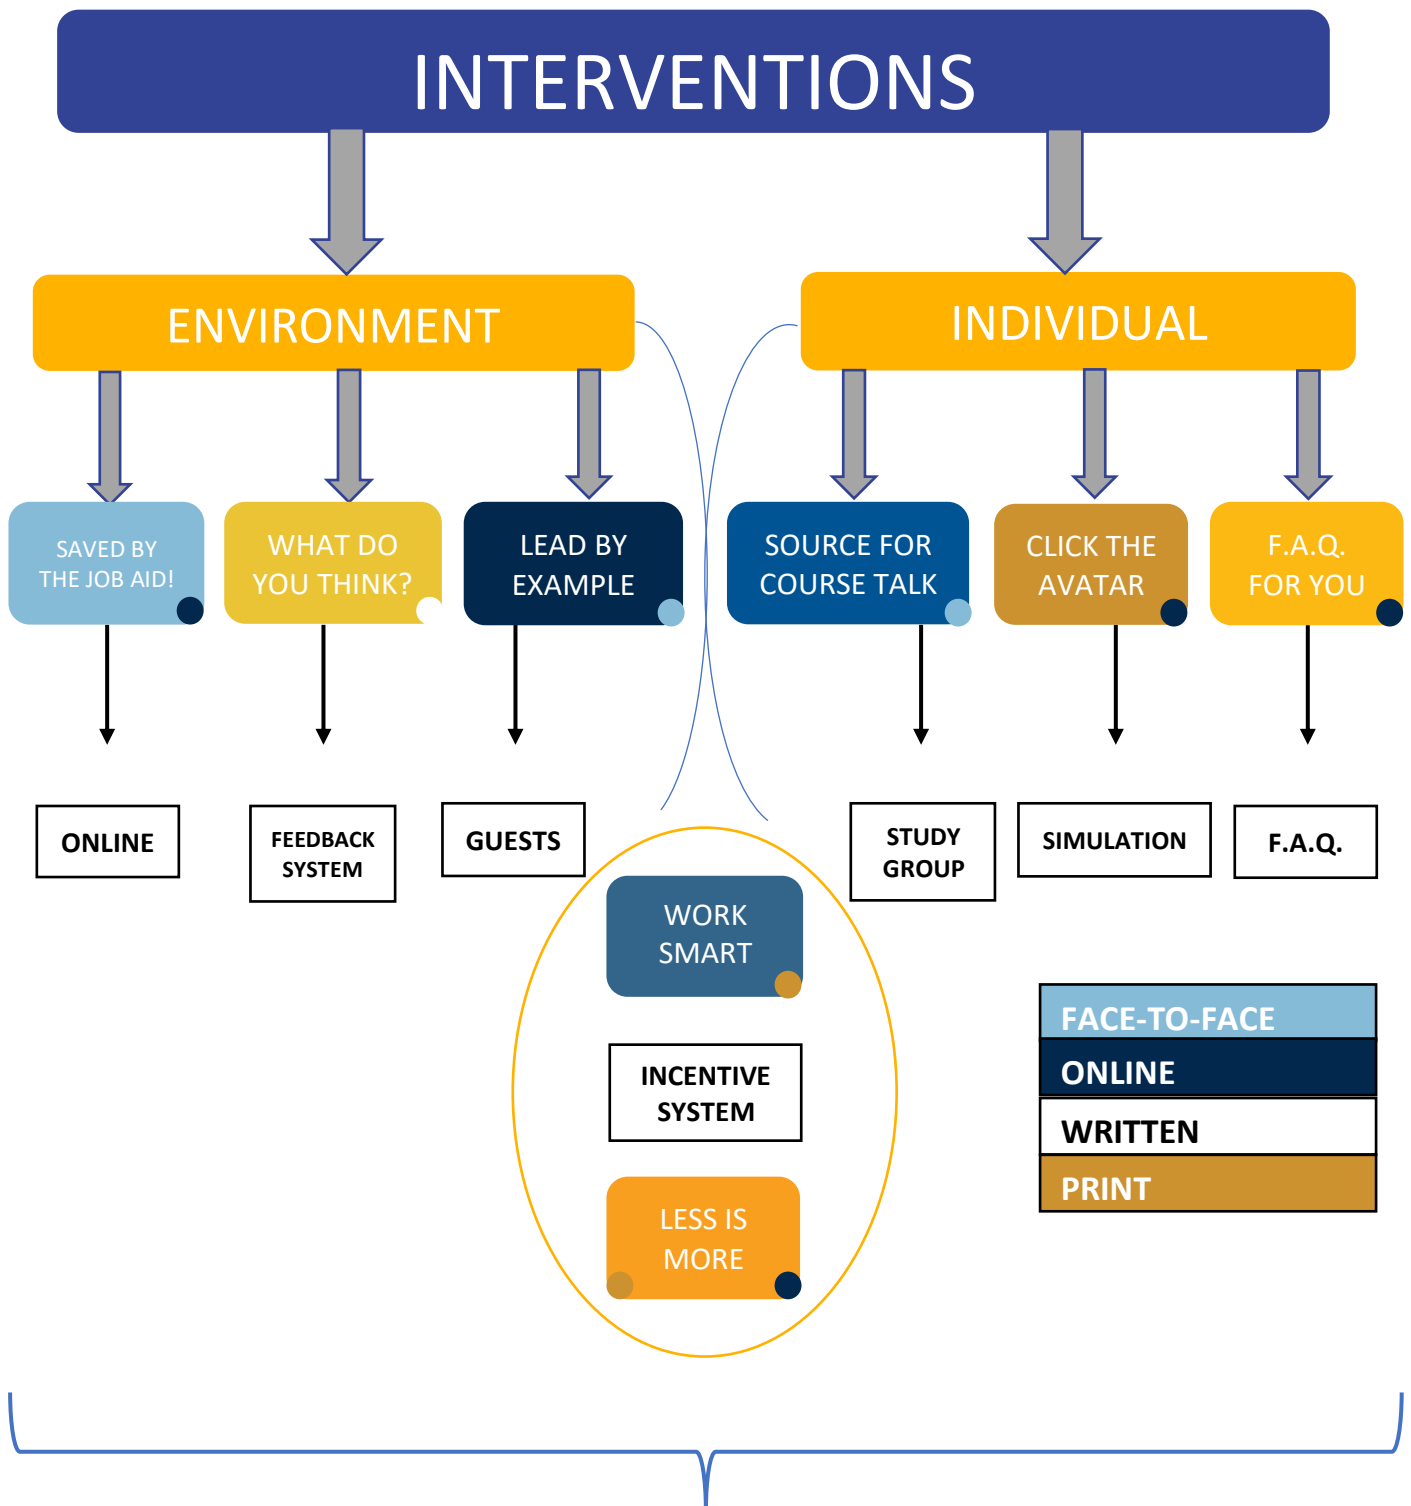 INTERVENTIONS
ENVIRONMENT
INDIVIDUAL
SAVED BY
THE JOB AID!
WHAT DO
YOU THINK?
LEAD BY
EXAMPLE
SOURCE FOR
COURSE TALK
CLICK THE
AVATAR
F.A.Q.
FOR YOU
ONLINE
FEEDBACK
SYSTEM
GUESTS
STUDY
GROUP
SIMULATION
F.A.Q.
WORK
SMART
INCENTIVE
SYSTEM
LESS IS
MORE
FACE-TO-FACE
ONLINE
WRITTEN
PRINT